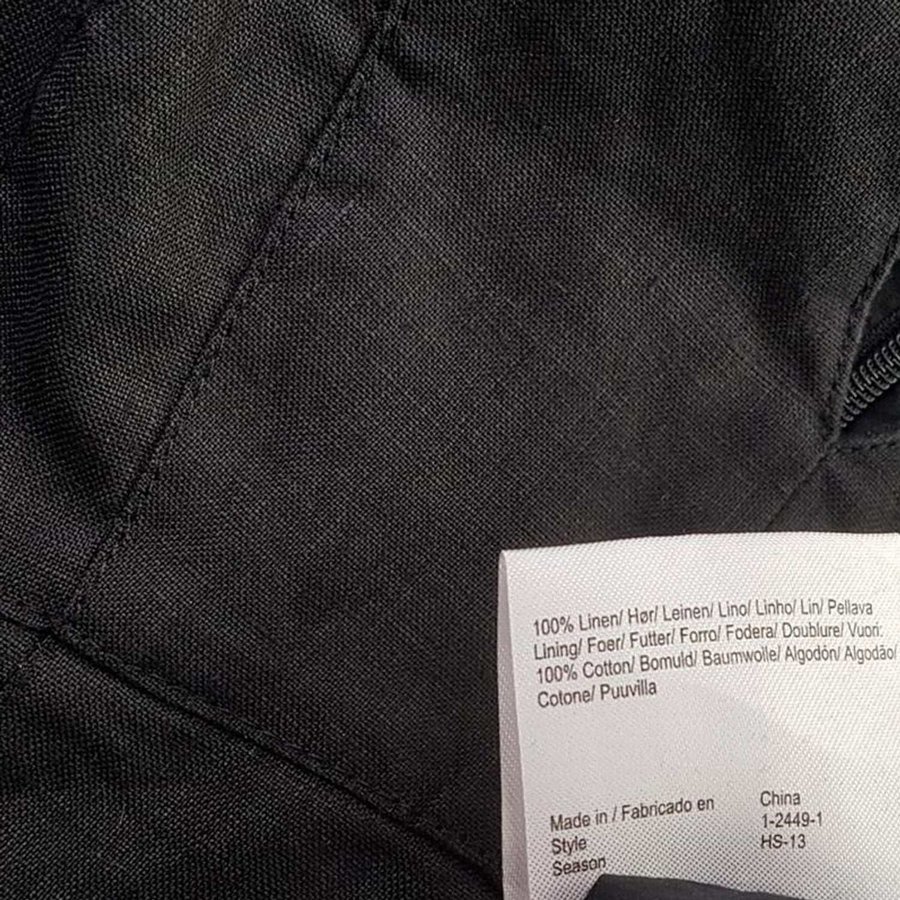 100% Linen/ Hør/ Leinen/ Lino/ Linho/ Lin/ Pellava
Lining/ Foer/ Futter/ Forro/ Fodera/ Doublure/ Vuori:
100% Cotton/ Bomuld/ Baumwolle/ Algodón/ Algodão/
Cotone/ Puuvilla
Made in / Fabricado en China
Style 1-2449-1
Season HS-13